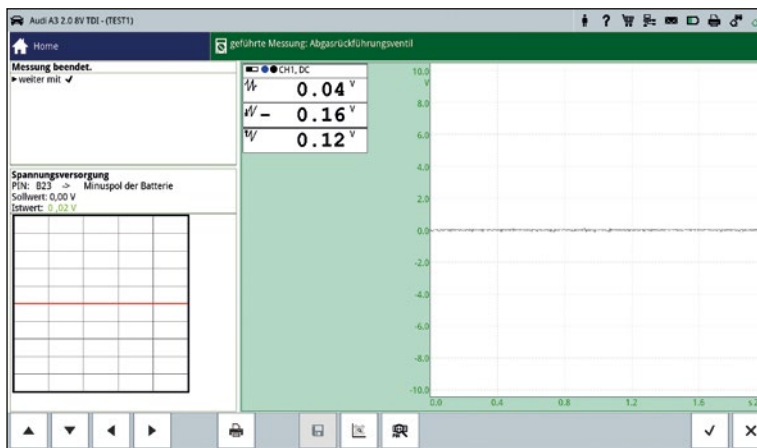 Audi A3 2.0 8V TDI - (TEST1)
Home
geführte Messung: Abgasrückführungsventil
Messung beendet.
weiter mit ✔
Spannungsversorgung
PIN: B23 -> Minuspol der Batterie
Sollwert: 0,00 V
Istwert: 0 ,02 V
CH1, DC
0.04 V
– 0.16 V
0.12 V
10.0
V
8.0
6.0
4.0
2.0
0.0
-2.0
-4.0
-6.0
-8.0
-10.0
0.0 0.4 0.8 1.2 1.6 s2